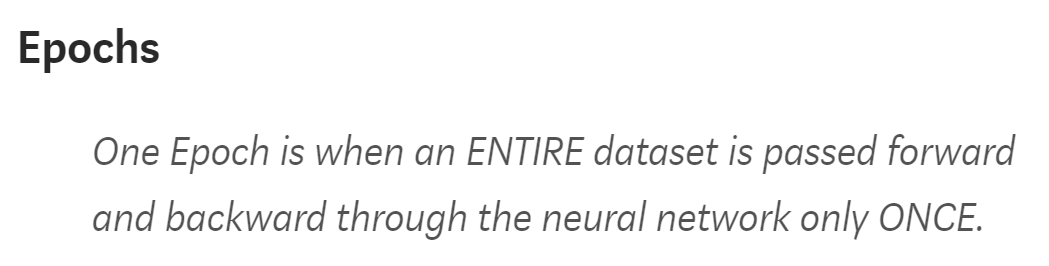 Epochs
One Epoch is when an ENTIRE dataset is passed forward
and backward through the neural network only ONCE.